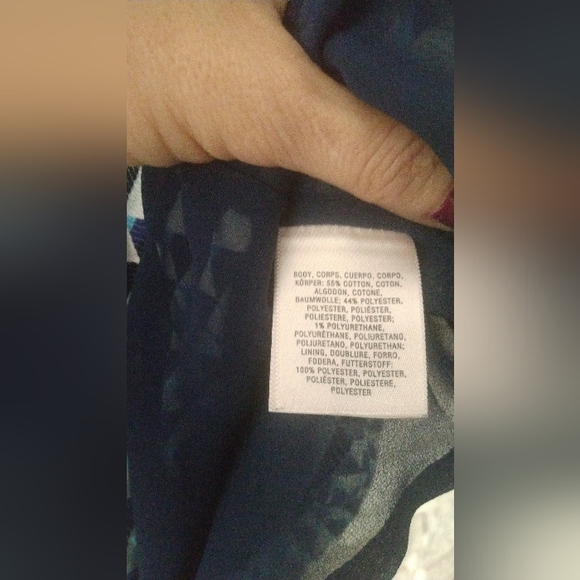 BODY, CORPS, CUERPO, CORPO,
KÖRPER: 55% COTTON, COTON,
ALGODON, COTONE,
BAUMWOLLE; 44% POLYESTER,
POLYESTER, POLIÉSTER,
POLIESTERE, POLYESTER;
1% POLYURETHANE,
POLYURÉTHANE, POLIURETANO,
POLIURETANO, POLYURETHAN;
LINING, DOUBLURE, FORRO,
FODERA, FUTTERSTOFF:
100% POLYESTER, POLYESTER,
POLIÉSTER, POLIESTERE,
POLYESTER